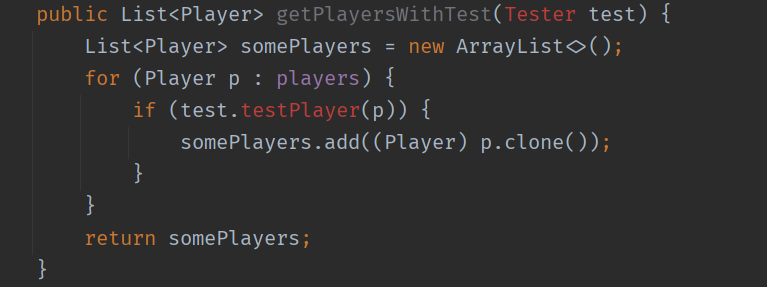 public List<Player> getPlayersWithTest(Tester test) {
    List<Player> somePlayers = new ArrayList<>();
    for (Player p : players) {
        if (test.testPlayer(p)) {
            somePlayers.add((Player) p.clone());
        }
    }
    return somePlayers;
}